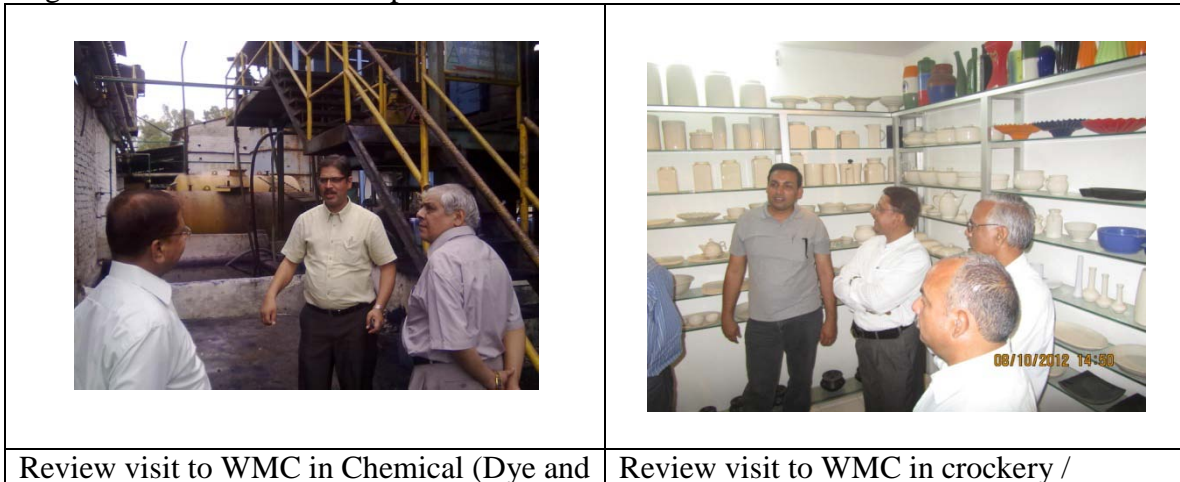 08/10/2012 14:50
Review visit to WMC in Chemical (Dye and
Review visit to WMC in crockery /